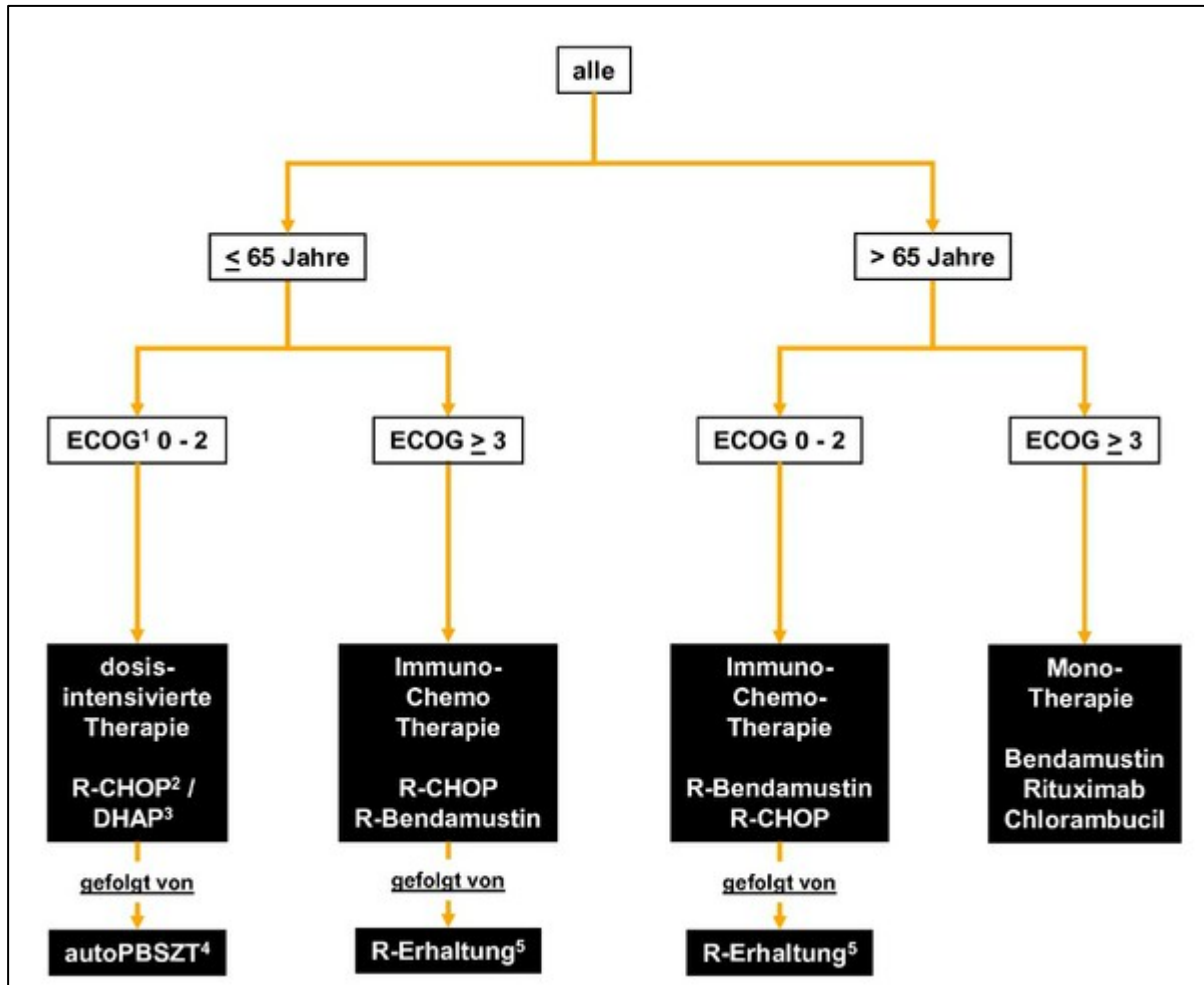 alle
≤ 65 Jahre
> 65 Jahre
ECOG¹ 0 - 2
ECOG ≥ 3
ECOG 0 - 2
ECOG ≥ 3
dosis-
intensivierte
Therapie
R-CHOP² /
DHAP³
Immuno-
Chemo
Therapie
R-CHOP
R-Bendamustin
Immuno-
Chemo-
Therapie
R-Bendamustin
R-CHOP
Mono-
Therapie
Bendamustin
Rituximab
Chlorambucil
gefolgt von
gefolgt von
gefolgt von
autoPBSZT⁴
R-Erhaltung⁵
R-Erhaltung⁵